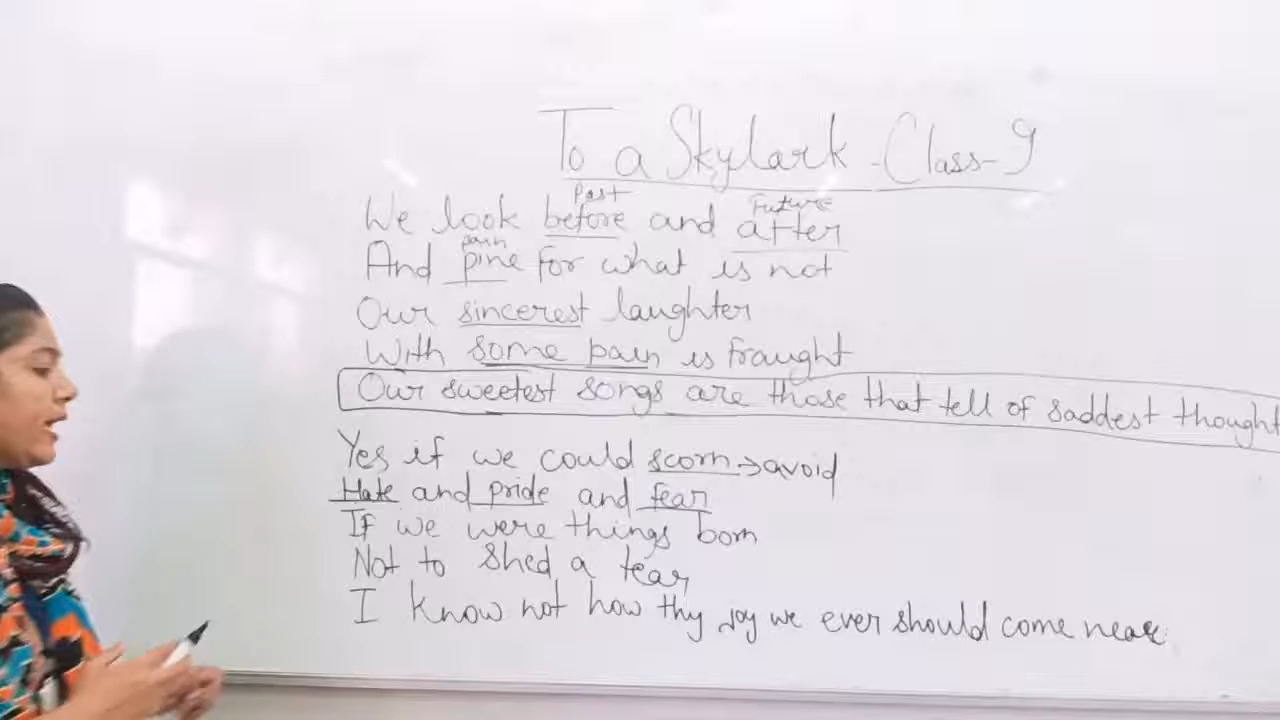 To a Skylark - Class-9
Past
Future
We look before and after
pain
And pine for what is not
Our sincerest laughter
With some pain is fraught
Our sweetest songs are those that tell of saddest thought
Yes if we could scorn → avoid
Hate and pride and fear
If we were things born
Not to shed a tear
I know not how thy joy we ever should come near.